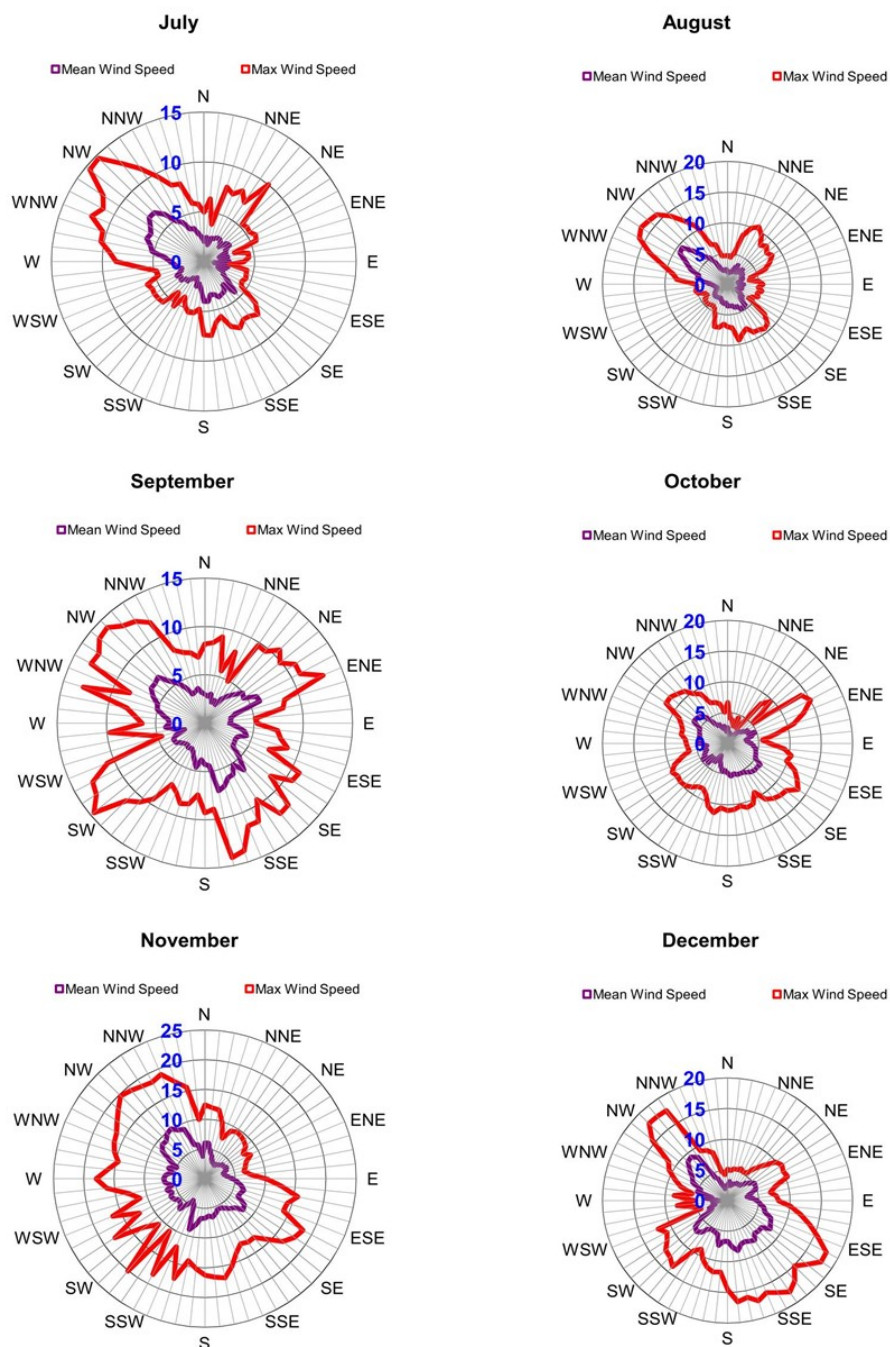 July
Mean Wind Speed Max Wind Speed
N
15
NNW NNE
NW 10 NE
WNW 5 ENE
W 0 E
WSW ESE
SW SE
SSW SSE
S
August
Mean Wind Speed Max Wind Speed
N
20
NNW 15 NNE
NW 10 NE
WNW 5 ENE
W 0 E
WSW ESE
SW SE
SSW SSE
S
September
Mean Wind Speed Max Wind Speed
N
15
NNW NNE
NW 10 NE
WNW 5 ENE
W 0 E
WSW ESE
SW SE
SSW SSE
S
October
Mean Wind Speed Max Wind Speed
N
20
NNW 15 NNE
NW 10 NE
WNW 5 ENE
W 0 E
WSW ESE
SW SE
SSW SSE
S
November
Mean Wind Speed Max Wind Speed
N
25
NNW 20 NNE
NW 15 NE
WNW 10 ENE
5
W 0 E
WSW ESE
SW SE
SSW SSE
S
December
Mean Wind Speed Max Wind Speed
N
20
NNW 15 NNE
NW 10 NE
WNW 5 ENE
W 0 E
WSW ESE
SW SE
SSW SSE
S